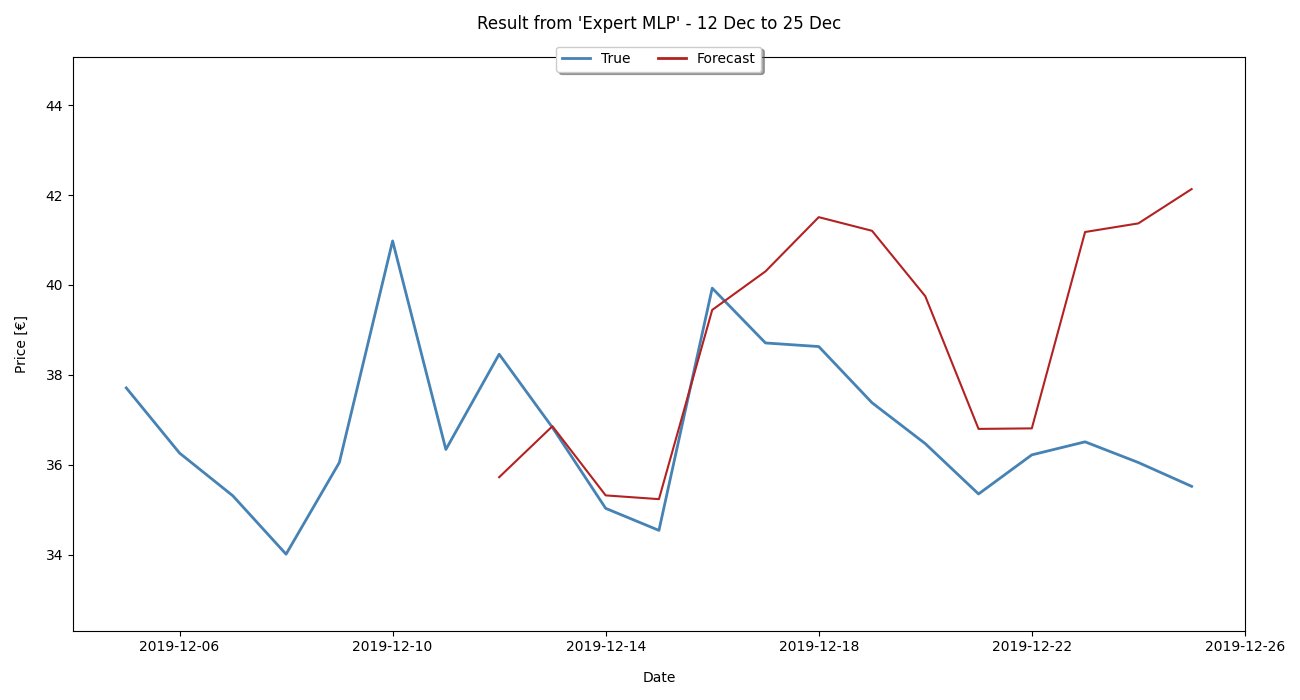 Result from 'Expert MLP' - 12 Dec to 25 Dec
True Forecast
44
42
40
38
36
34
Price [€]
2019-12-06 2019-12-10 2019-12-14 2019-12-18 2019-12-22 2019-12-26
Date